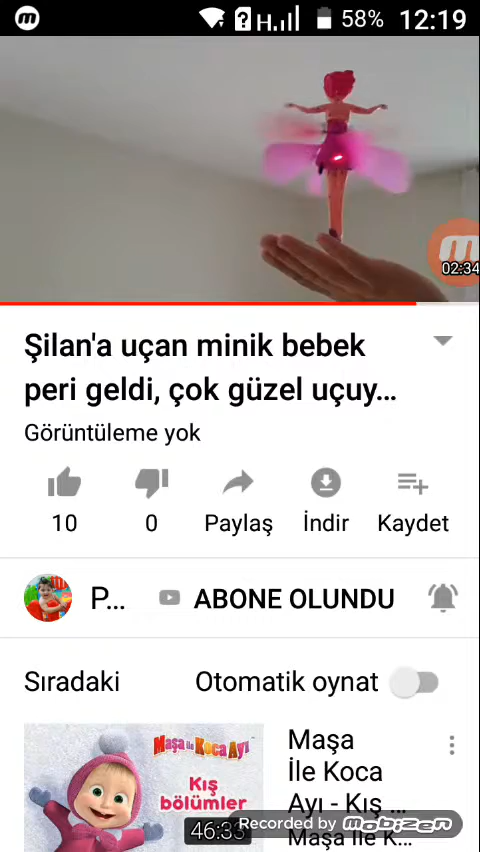 58% 12:19
02:34
Şilan'a uçan minik bebek
peri geldi, çok güzel uçuy...
Görüntüleme yok
10 0 Paylaş İndir Kaydet
P... ABONE OLUNDU
Sıradaki Otomatik oynat
Maşa ile Koca Ayı
Kış
bölümler
46:33
Maşa
İle Koca
Ayı - Kış ...
Maşa İle K...
Recorded by mobizen